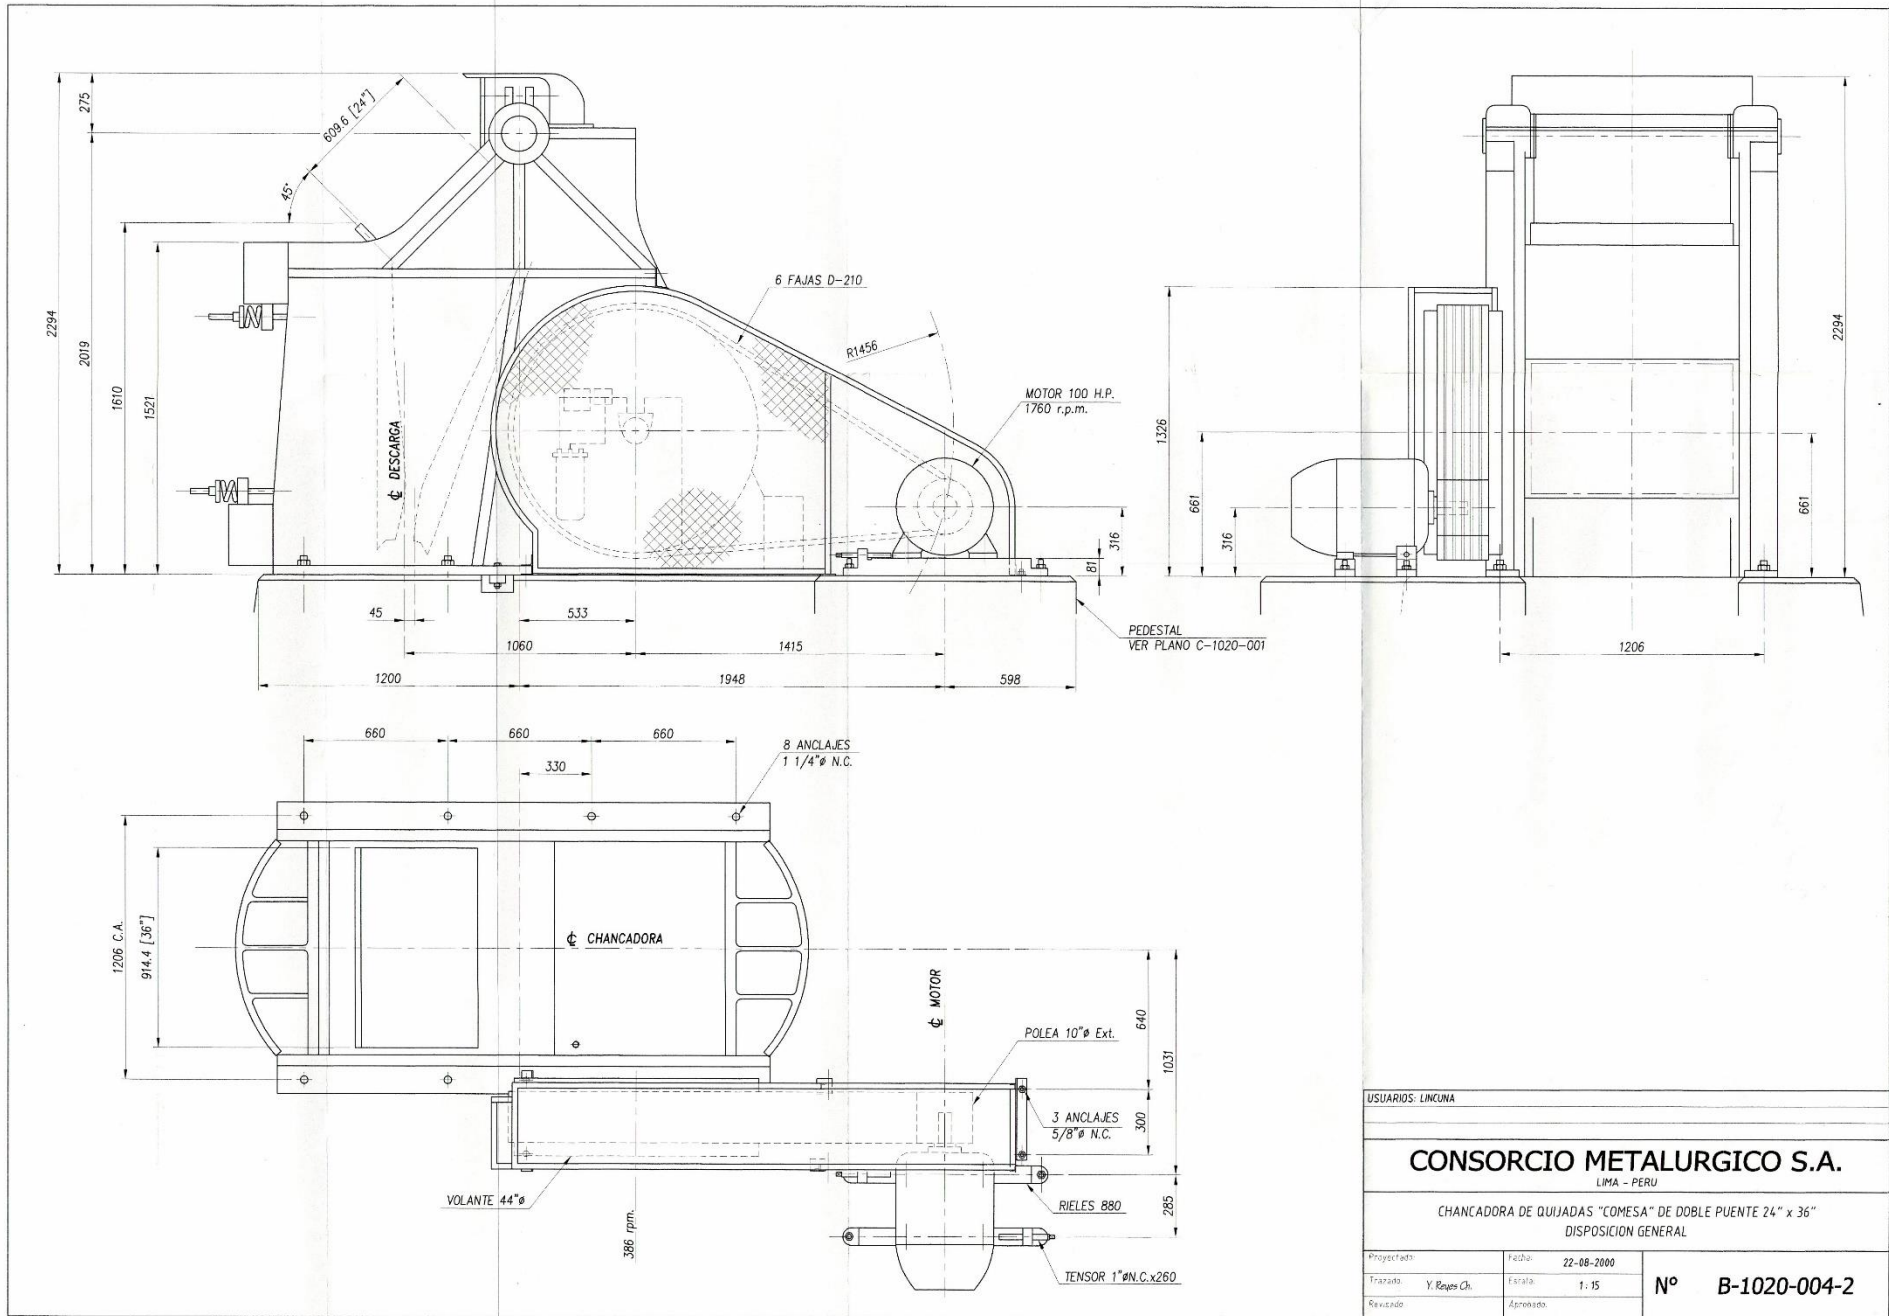 275
609.6 [24"]
45°
2294
2019
1610
1521
℄ DESCARGA
6 FAJAS D-210
R1456
MOTOR 100 H.P.
1760 r.p.m.
316
81
45
533
1060
1415
1200
1948
598
PEDESTAL
VER PLANO C-1020-001
1326
661
316
2294
661
1206
660
660
660
330
8 ANCLAJES
1 1/4"ø N.C.
1206 C.A.
914.4 [36"]
℄ CHANCADORA
℄ MOTOR
640
1031
POLEA 10"ø Ext.
3 ANCLAJES
5/8"ø N.C.
300
VOLANTE 44"ø
386 rpm.
RIELES 880
285
TENSOR 1"øN.C.x260
USUARIOS: LINCUNA
CONSORCIO METALURGICO S.A.
LIMA - PERU
CHANCADORA DE QUIJADAS "COMESA" DE DOBLE PUENTE 24" x 36"
DISPOSICION GENERAL
Proyectado:
Fecha: 22-08-2000
Trazado: Y. Reyes Ch.
Escala: 1:15
Revisado
Aprobado:
Nº B-1020-004-2